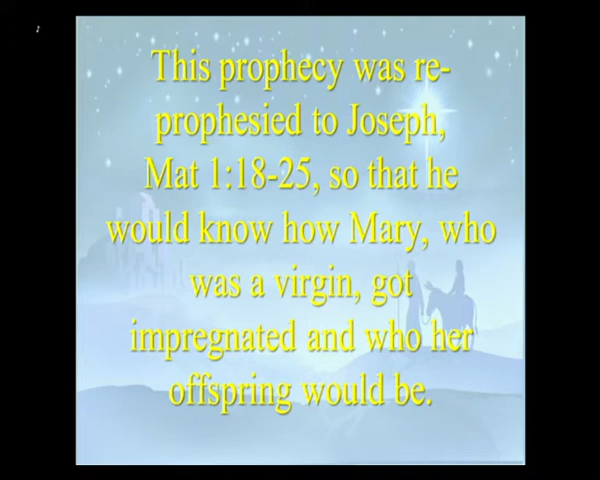 This prophecy was re-
prophesied to Joseph,
Mat 1:18-25, so that he
would know how Mary, who
was a virgin, got
impregnated and who her
offspring would be.